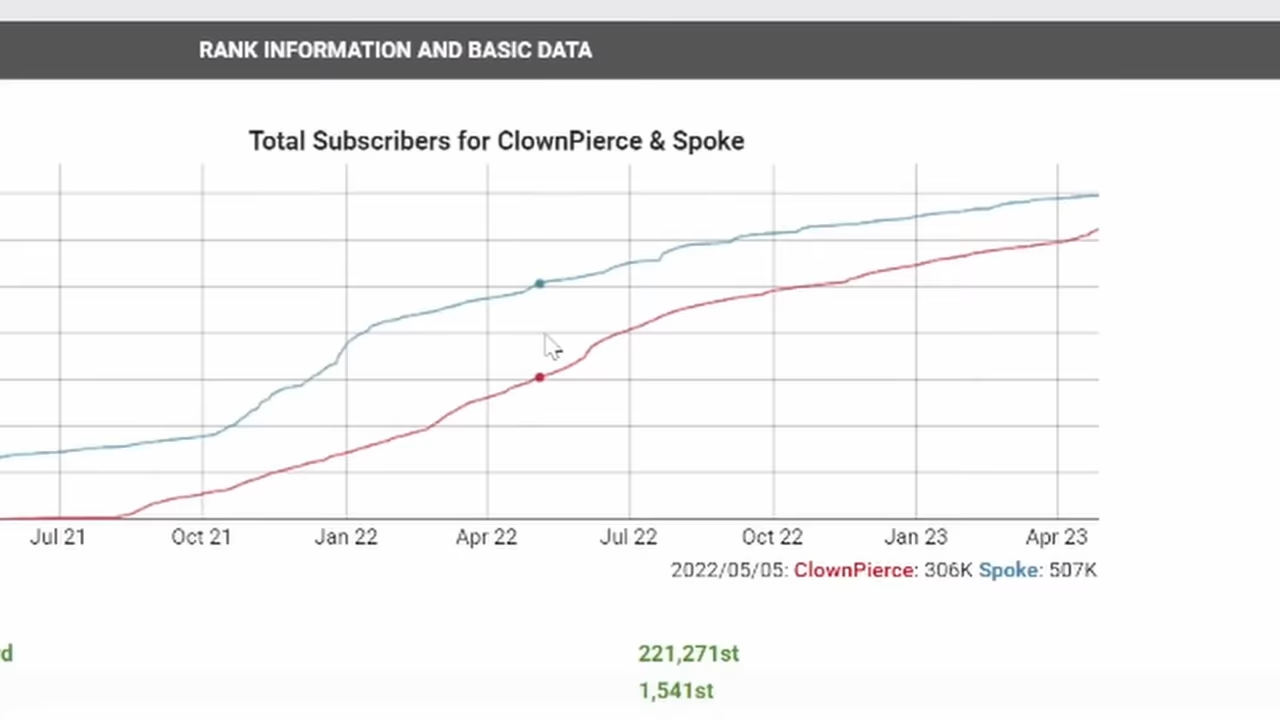 RANK INFORMATION AND BASIC DATA
Total Subscribers for ClownPierce & Spoke
Jul 21 Oct 21 Jan 22 Apr 22 Jul 22 Oct 22 Jan 23 Apr 23
2022/05/05: ClownPierce: 306K Spoke: 507K
d 221,271st
1,541st